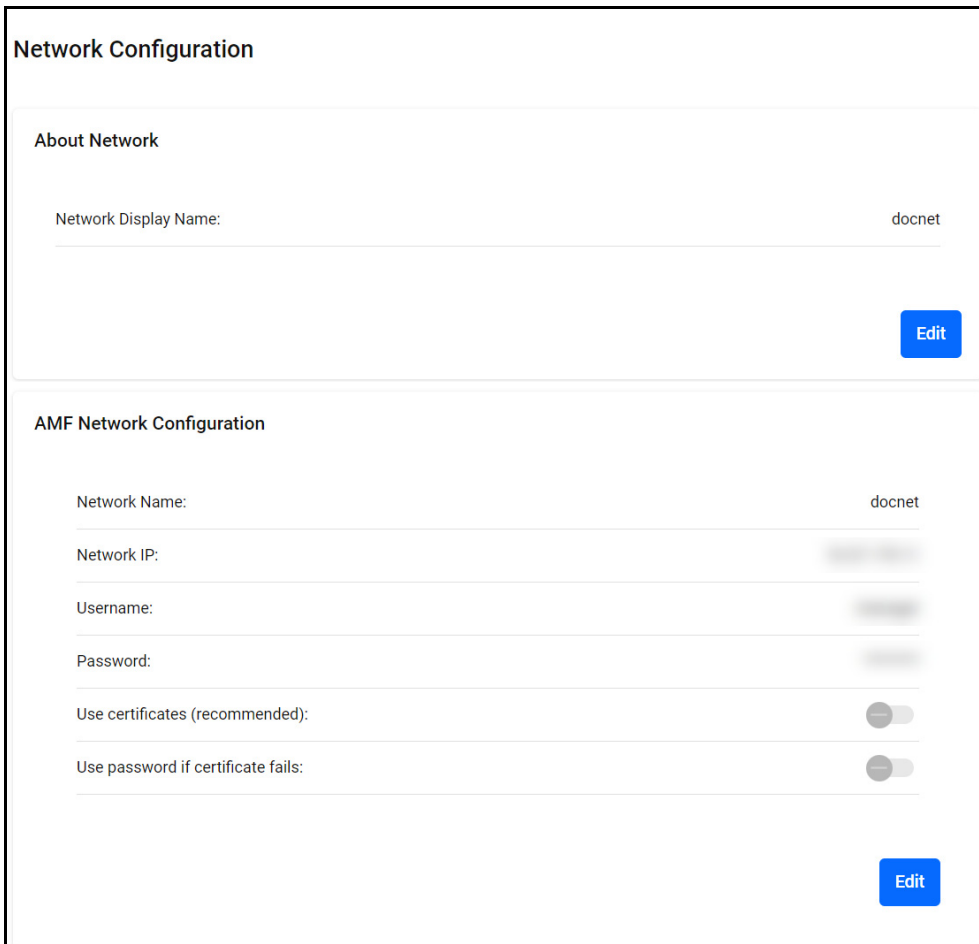 Network Configuration
About Network
Network Display Name: docnet
Edit
AMF Network Configuration
Network Name: docnet
Network IP:
Username:
Password:
Use certificates (recommended):
Use password if certificate fails:
Edit